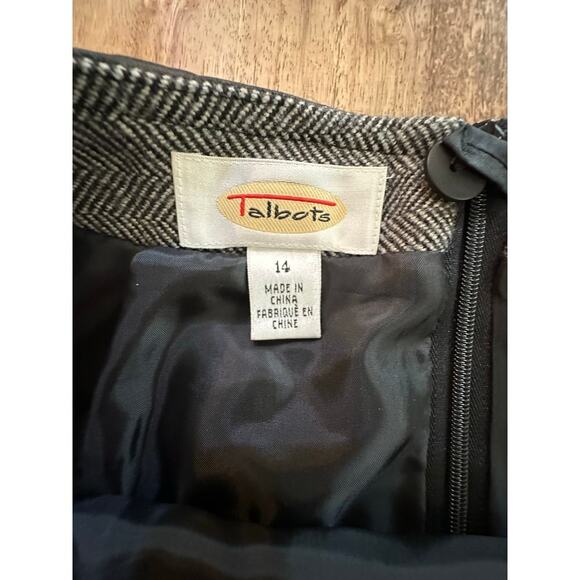 Talbots
14
MADE IN
CHINA
FABRIQUÉ EN
CHINE